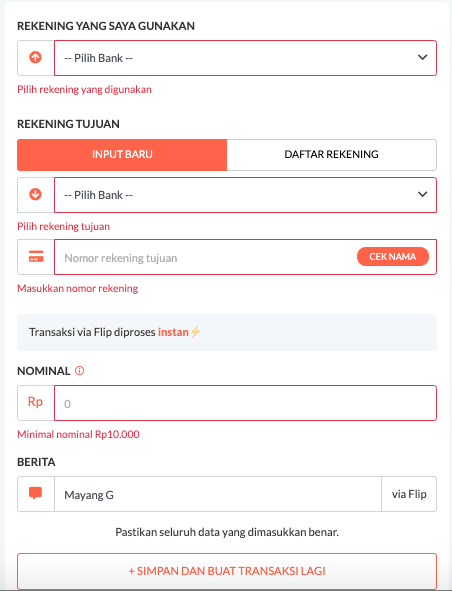 REKENING YANG SAYA GUNAKAN
-- Pilih Bank --
Pilih rekening yang digunakan
REKENING TUJUAN
INPUT BARU
DAFTAR REKENING
-- Pilih Bank --
Pilih rekening tujuan
Nomor rekening tujuan
CEK NAMA
Masukkan nomor rekening
Transaksi via Flip diproses instan⚡
NOMINAL
Rp
0
Minimal nominal Rp10.000
BERITA
Mayang G
via Flip
Pastikan seluruh data yang dimasukkan benar.
+ SIMPAN DAN BUAT TRANSAKSI LAGI